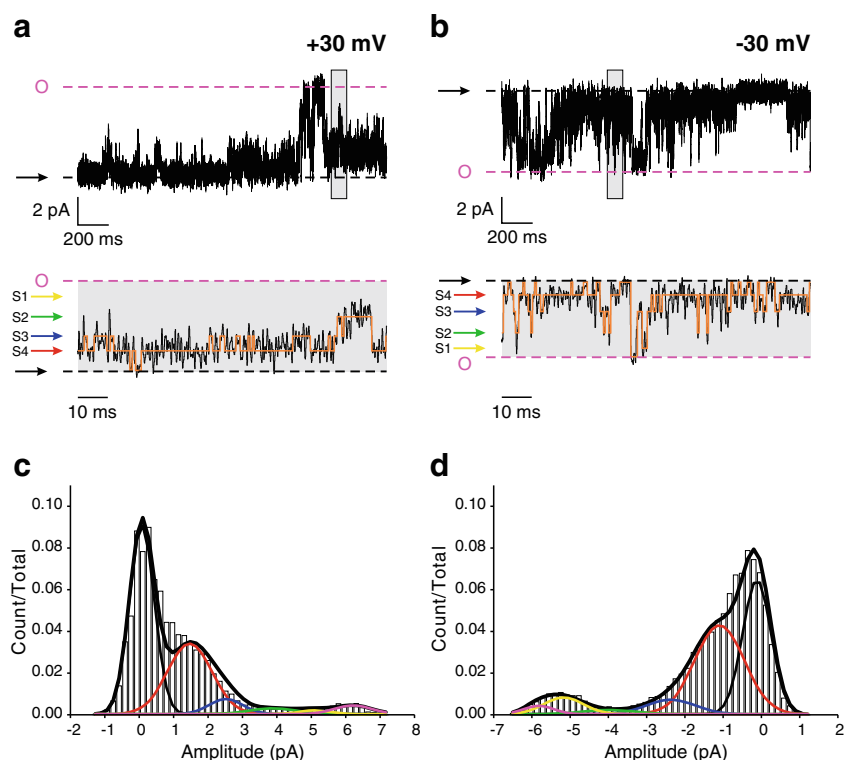 a
+30 mV
b
-30 mV
O
O
2 pA
200 ms
2 pA
200 ms
O
S1
S2
S3
S4
10 ms
S4
S3
S2
S1
O
10 ms
c
d
0.10
0.08
0.06
0.04
0.02
0.00
Count/Total
-2 -1 0 1 2 3 4 5 6 7 8
Amplitude (pA)
0.10
0.08
0.06
0.04
0.02
0.00
Count/Total
-7 -6 -5 -4 -3 -2 -1 0 1 2
Amplitude (pA)